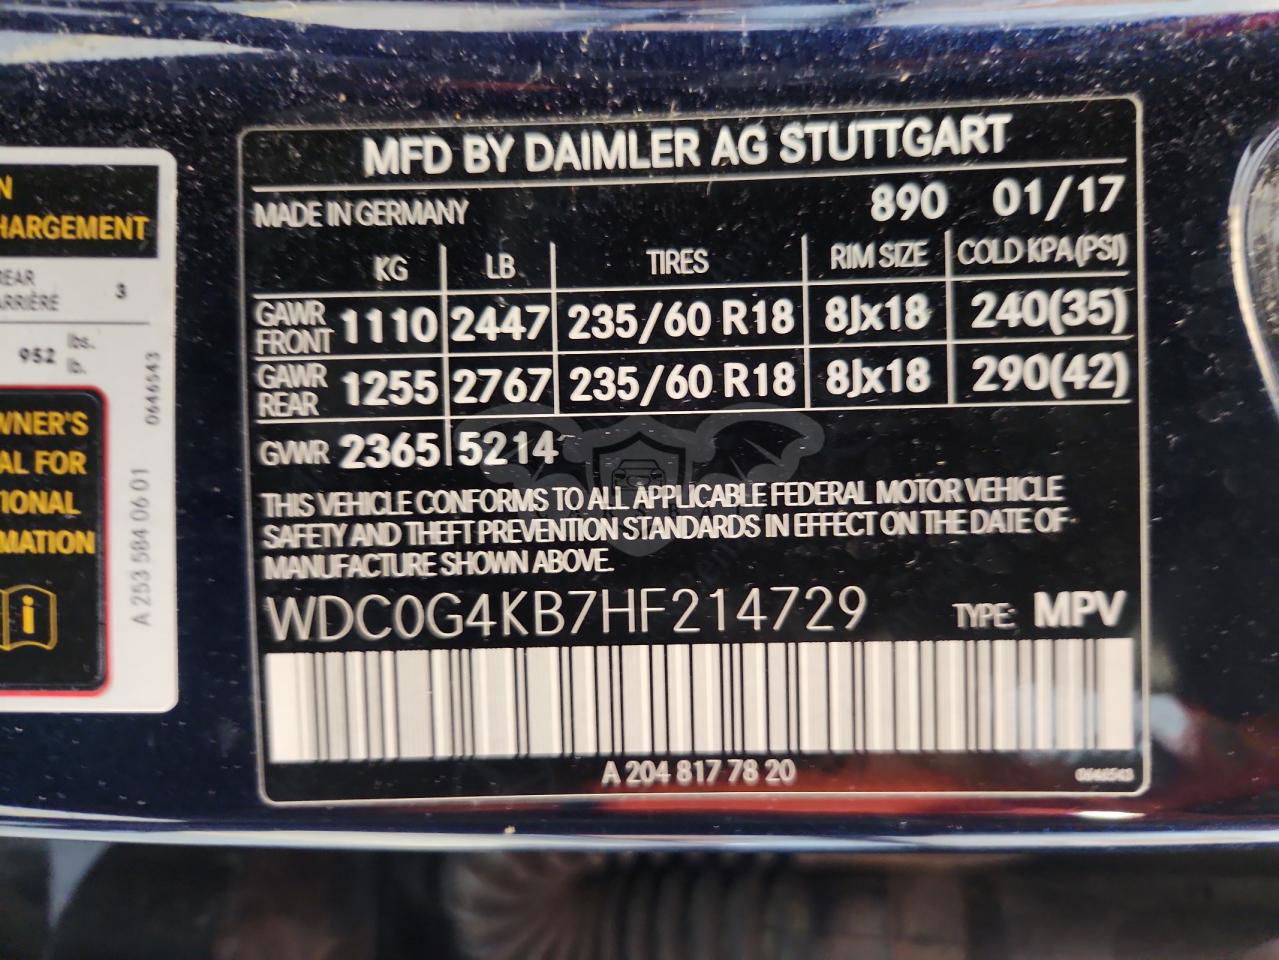 N
HARGEMENT
REAR
ARRIÈRE 3
952 lbs.
lb.
WNER'S
AL FOR
TIONAL
MATION
0646543
A 253 584 06 01
MFD BY DAIMLER AG STUTTGART
MADE IN GERMANY 890 01/17
KG LB TIRES RIM SIZE COLD KPA(PSI)
GAWR FRONT 1110 2447 235/60 R18 8Jx18 240(35)
GAWR REAR 1255 2767 235/60 R18 8Jx18 290(42)
GVWR 2365 5214
THIS VEHICLE CONFORMS TO ALL APPLICABLE FEDERAL MOTOR VEHICLE
SAFETY AND THEFT PREVENTION STANDARDS IN EFFECT ON THE DATE OF
MANUFACTURE SHOWN ABOVE.
WDC0G4KB7HF214729 TYPE: MPV
A 204 817 78 20 0646543